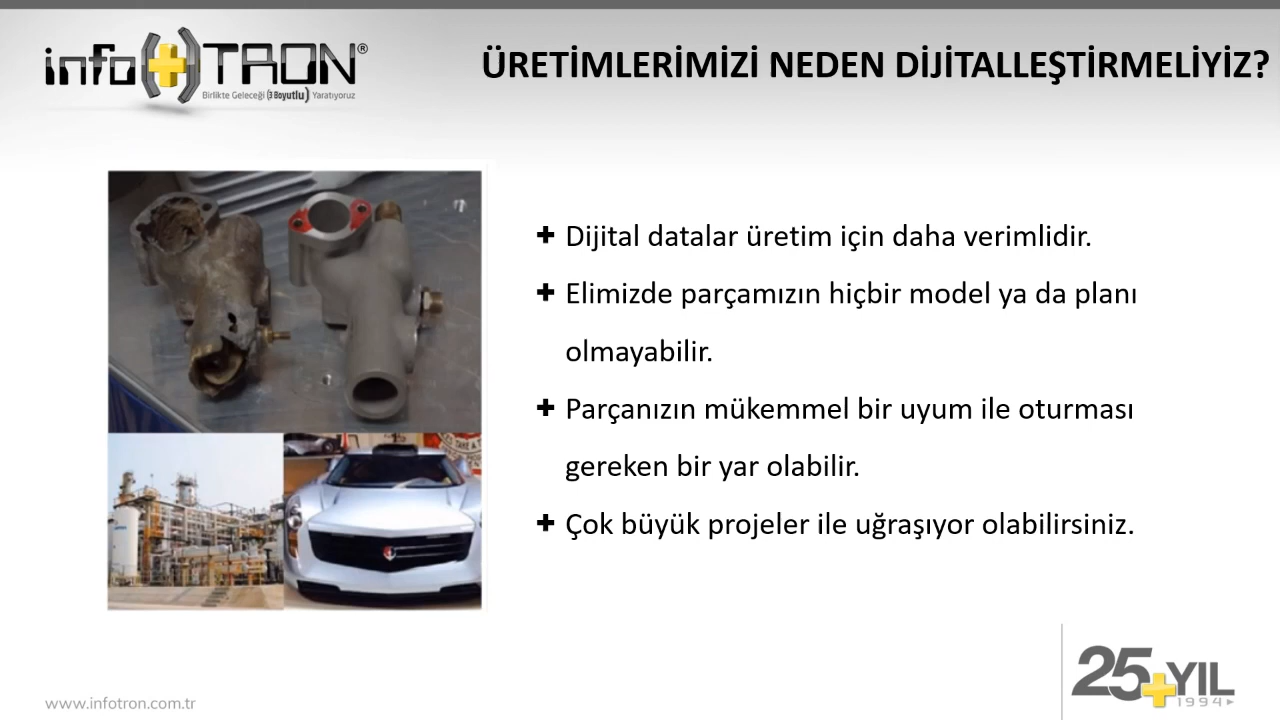 info+TRON®
Birlikte Geleceği (3 Boyutlu) Yaratıyoruz
ÜRETİMLERİMİZİ NEDEN DİJİTALLEŞTİRMELİYİZ?
+ Dijital datalar üretim için daha verimlidir.
+ Elimizde parçamızın hiçbir model ya da planı
olmayabilir.
+ Parçanızın mükemmel bir uyum ile oturması
gereken bir yar olabilir.
+ Çok büyük projeler ile uğraşıyor olabilirsiniz.
25+YIL
1994
www.infotron.com.tr